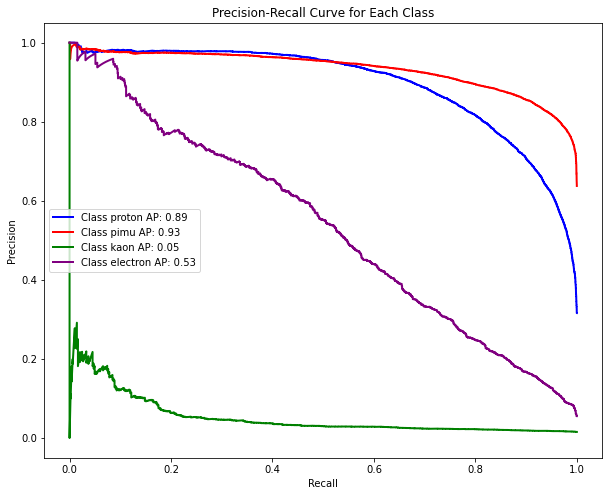 Precision-Recall Curve for Each Class
1.0
0.8
0.6
0.4
0.2
0.0
Precision
Class proton AP: 0.89
Class pimu AP: 0.93
Class kaon AP: 0.05
Class electron AP: 0.53
0.0 0.2 0.4 0.6 0.8 1.0
Recall